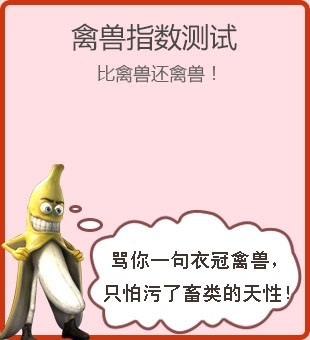 禽兽指数测试
比禽兽还禽兽！
骂你一句衣冠禽兽，
只怕污了畜类的天性！